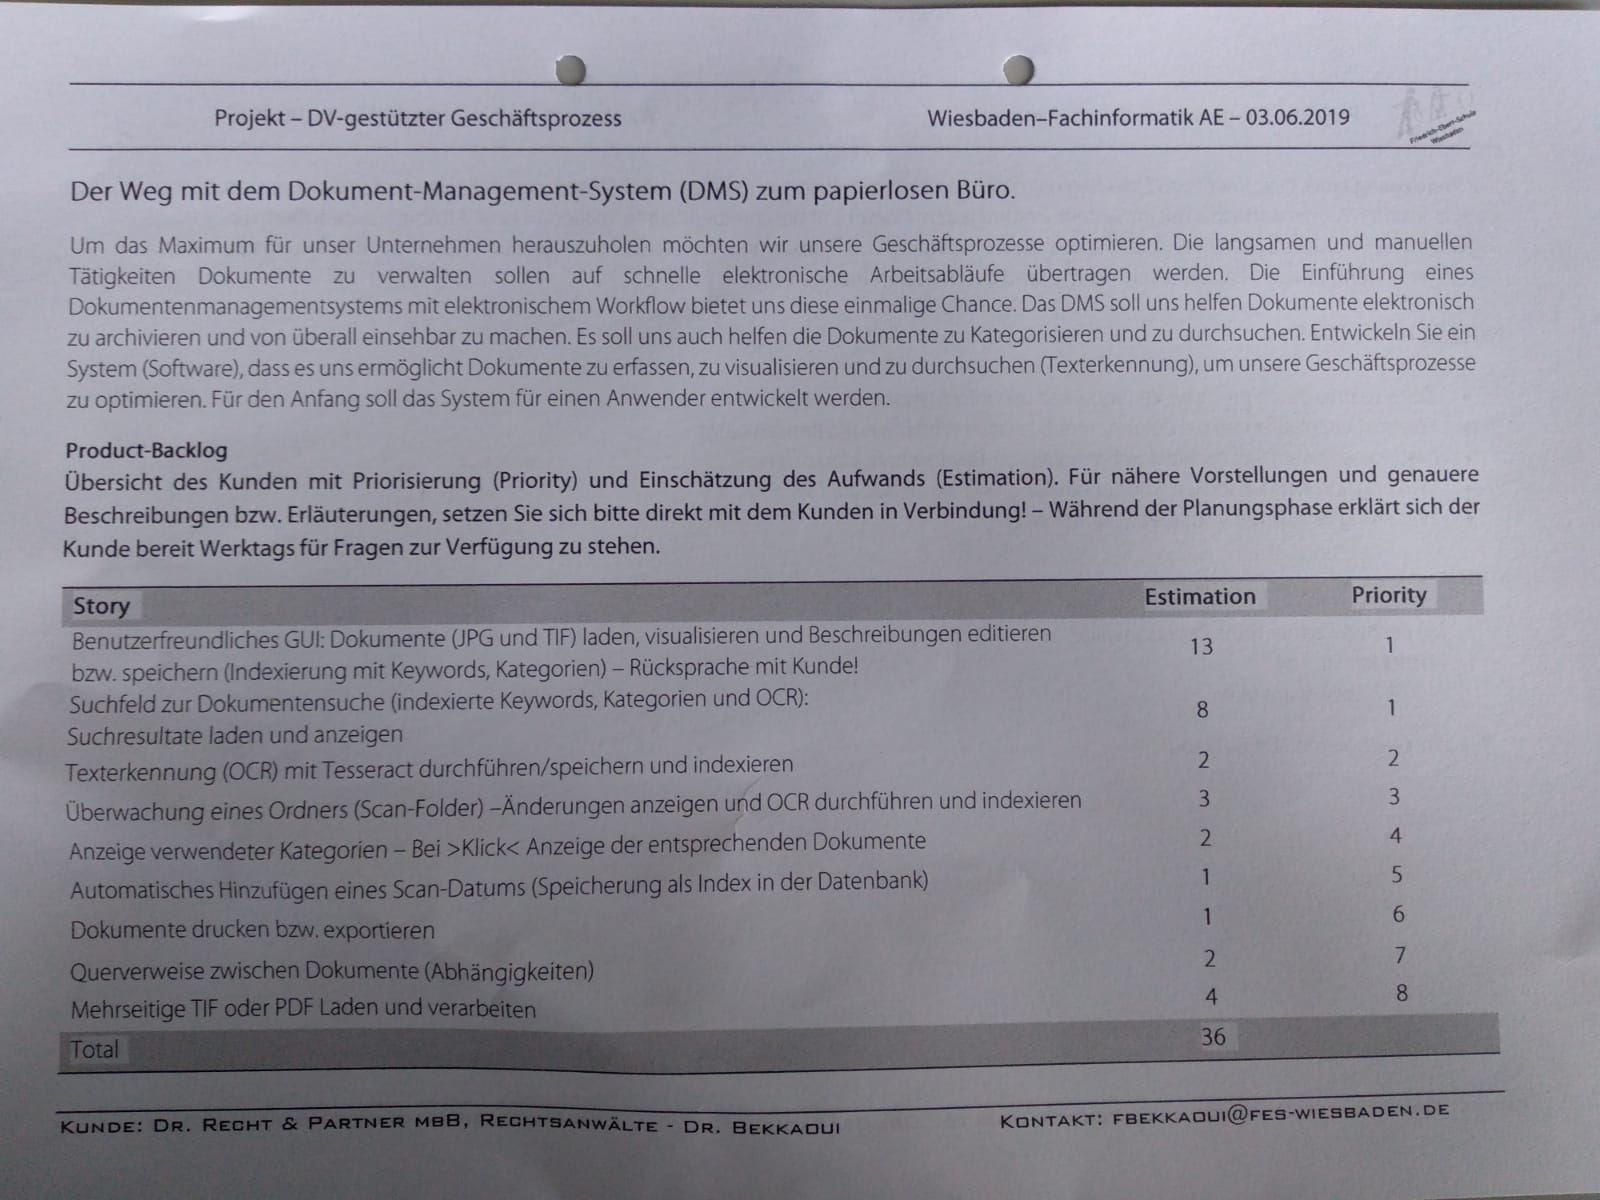 Projekt – DV-gestützter Geschäftsprozess
Wiesbaden–Fachinformatik AE – 03.06.2019
Friedrich-Ebert-Schule
Wiesbaden
Der Weg mit dem Dokument-Management-System (DMS) zum papierlosen Büro.
Um das Maximum für unser Unternehmen herauszuholen möchten wir unsere Geschäftsprozesse optimieren. Die langsamen und manuellen
Tätigkeiten Dokumente zu verwalten sollen auf schnelle elektronische Arbeitsabläufe übertragen werden. Die Einführung eines
Dokumentenmanagementsystems mit elektronischem Workflow bietet uns diese einmalige Chance. Das DMS soll uns helfen Dokumente elektronisch
zu archivieren und von überall einsehbar zu machen. Es soll uns auch helfen die Dokumente zu Kategorisieren und zu durchsuchen. Entwickeln Sie ein
System (Software), dass es uns ermöglicht Dokumente zu erfassen, zu visualisieren und zu durchsuchen (Texterkennung), um unsere Geschäftsprozesse
zu optimieren. Für den Anfang soll das System für einen Anwender entwickelt werden.
Product-Backlog
Übersicht des Kunden mit Priorisierung (Priority) und Einschätzung des Aufwands (Estimation). Für nähere Vorstellungen und genauere
Beschreibungen bzw. Erläuterungen, setzen Sie sich bitte direkt mit dem Kunden in Verbindung! – Während der Planungsphase erklärt sich der
Kunde bereit Werktags für Fragen zur Verfügung zu stehen.
Story Estimation Priority
Benutzerfreundliches GUI: Dokumente (JPG und TIF) laden, visualisieren und Beschreibungen editieren
bzw. speichern (Indexierung mit Keywords, Kategorien) – Rücksprache mit Kunde! 13 1
Suchfeld zur Dokumentensuche (indexierte Keywords, Kategorien und OCR):
Suchresultate laden und anzeigen 8 1
Texterkennung (OCR) mit Tesseract durchführen/speichern und indexieren 2 2
Überwachung eines Ordners (Scan-Folder) –Änderungen anzeigen und OCR durchführen und indexieren 3 3
Anzeige verwendeter Kategorien – Bei >Klick< Anzeige der entsprechenden Dokumente 2 4
Automatisches Hinzufügen eines Scan-Datums (Speicherung als Index in der Datenbank) 1 5
Dokumente drucken bzw. exportieren 1 6
Querverweise zwischen Dokumente (Abhängigkeiten) 2 7
Mehrseitige TIF oder PDF Laden und verarbeiten 4 8
Total 36
KUNDE: DR. RECHT & PARTNER MBB, RECHTSANWÄLTE - DR. BEKKAOUI
KONTAKT: FBEKKAOUI@FES-WIESBADEN.DE